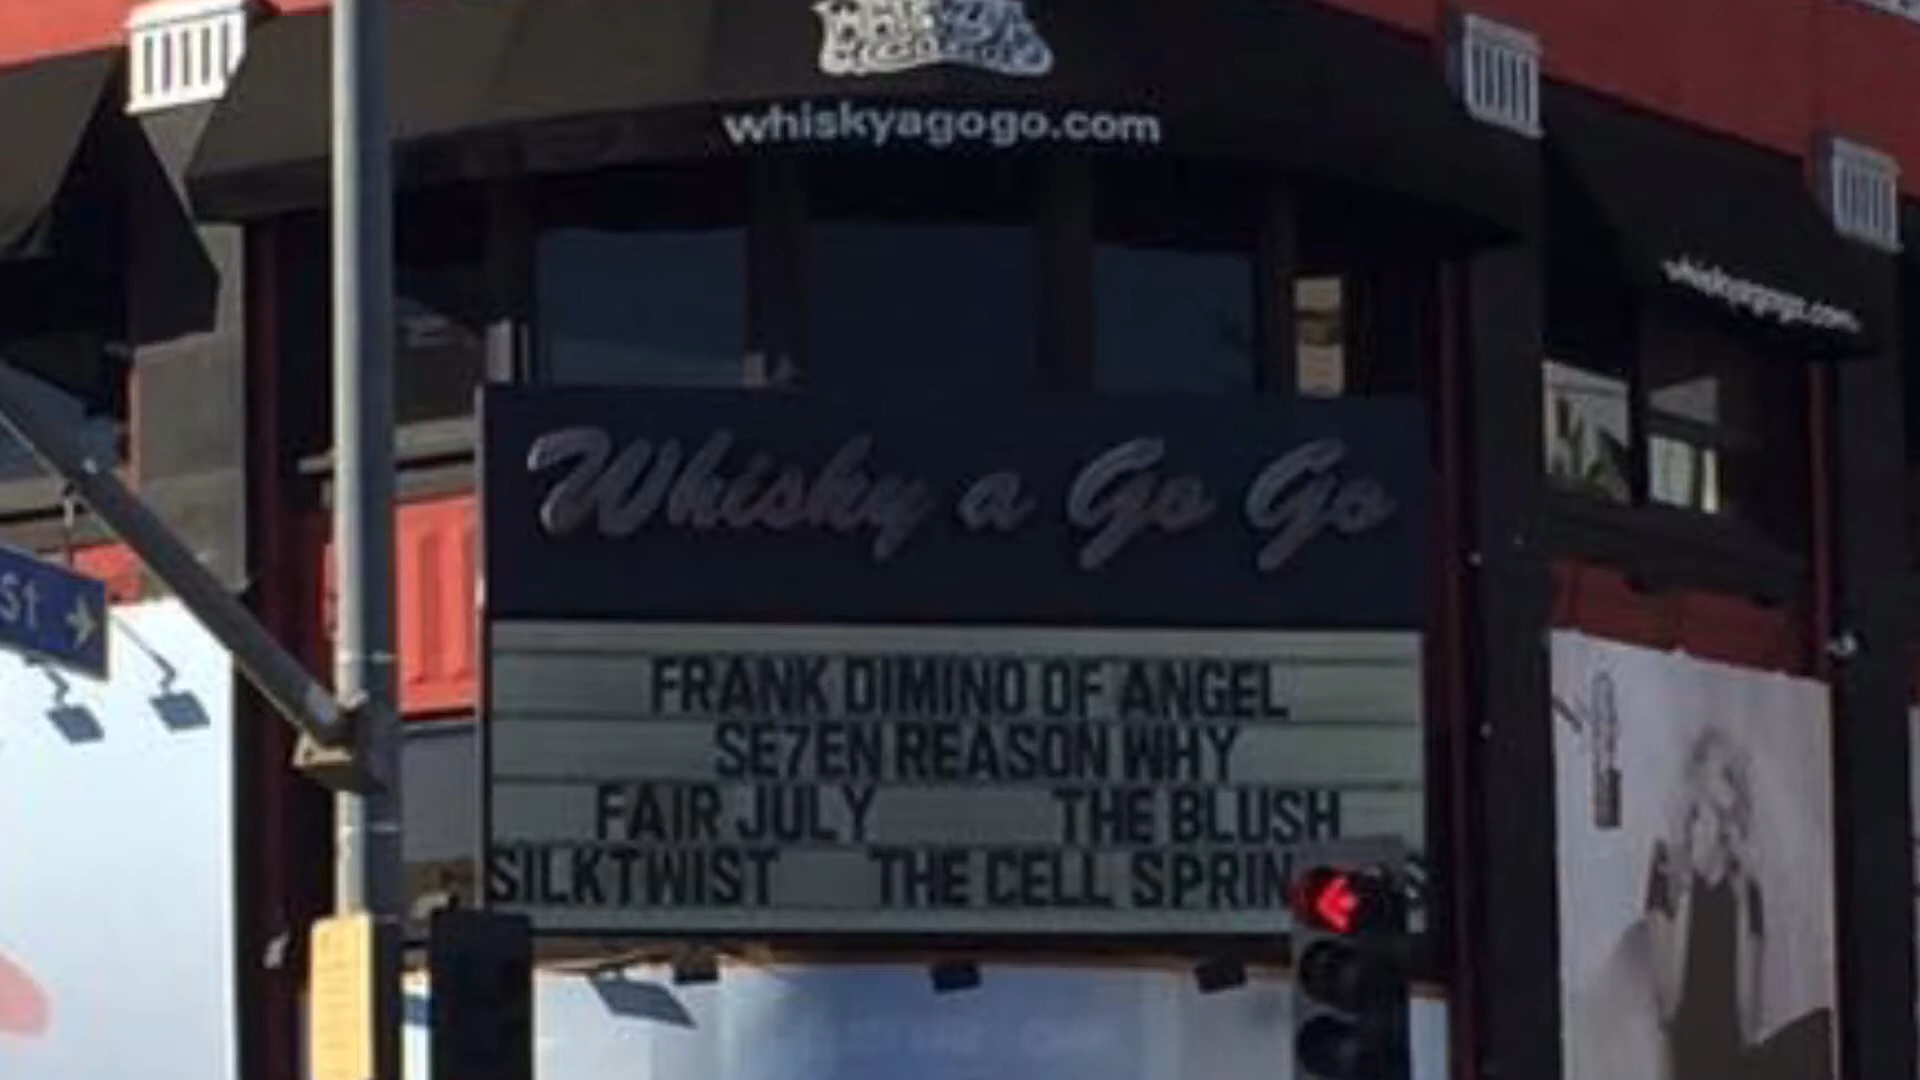 whiskyagogo.com
whiskyagogo.com
Whisky a Go Go
St
FRANK DIMINO OF ANGEL
SE7EN REASON WHY
FAIR JULY THE BLUSH
SILKTWIST THE CELL